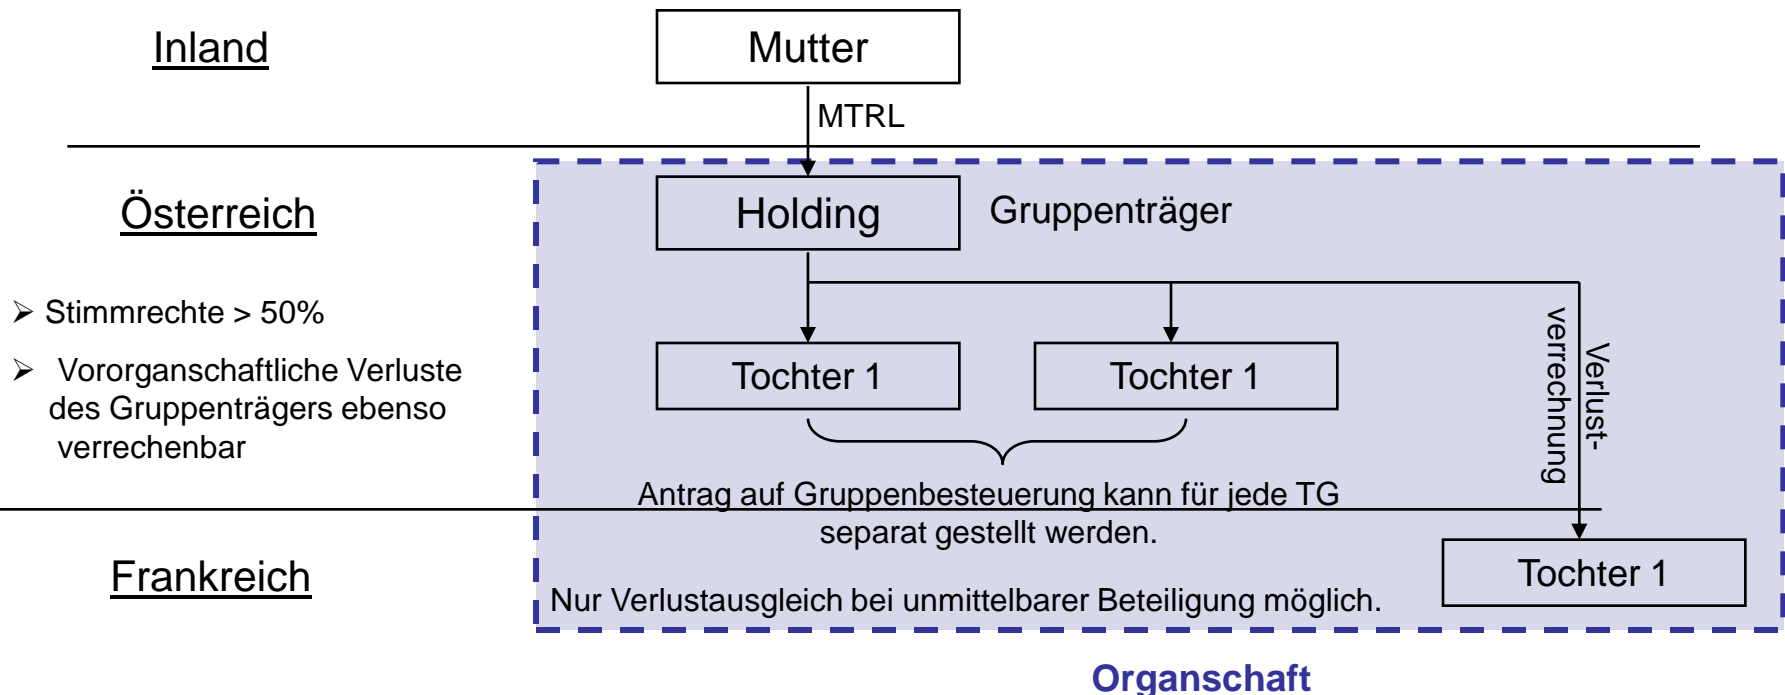 Inland
Mutter
MTRL
Österreich
Holding
Gruppenträger
➢ Stimmrechte > 50%
➢ Vororganschaftliche Verluste
des Gruppenträgers ebenso
verrechenbar
Tochter 1
Tochter 1
Verlust-
verrechnung
Antrag auf Gruppenbesteuerung kann für jede TG
separat gestellt werden.
Frankreich
Tochter 1
Nur Verlustausgleich bei unmittelbarer Beteiligung möglich.
Organschaft